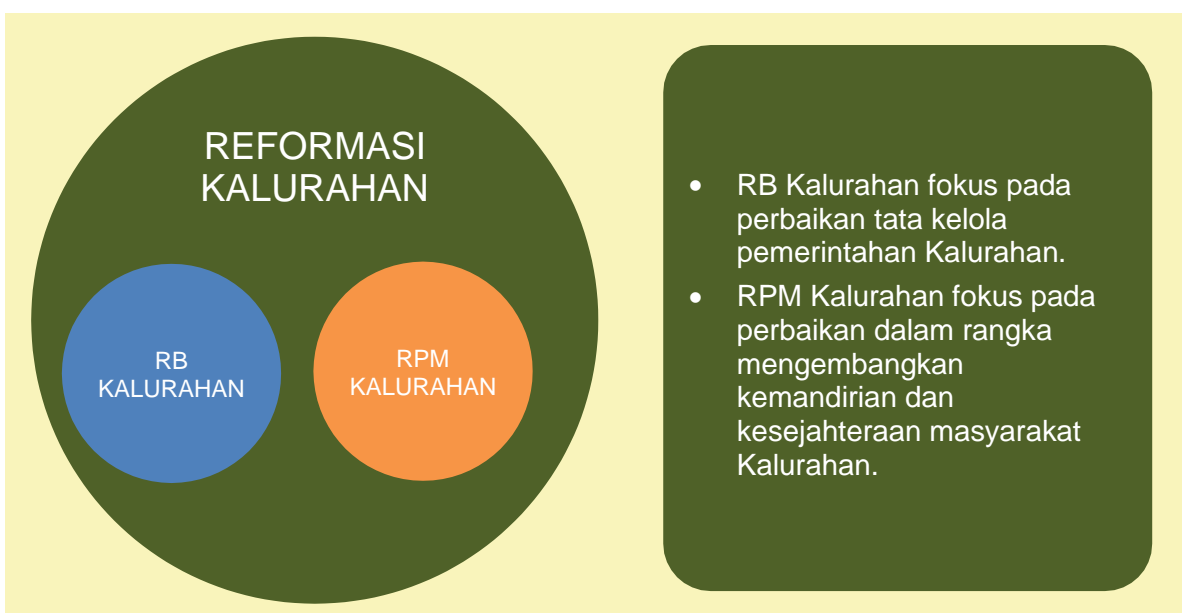 REFORMASI
KALURAHAN
RB
KALURAHAN
RPM
KALURAHAN
• RB Kalurahan fokus pada
perbaikan tata kelola
pemerintahan Kalurahan.
• RPM Kalurahan fokus pada
perbaikan dalam rangka
mengembangkan
kemandirian dan
kesejahteraan masyarakat
Kalurahan.